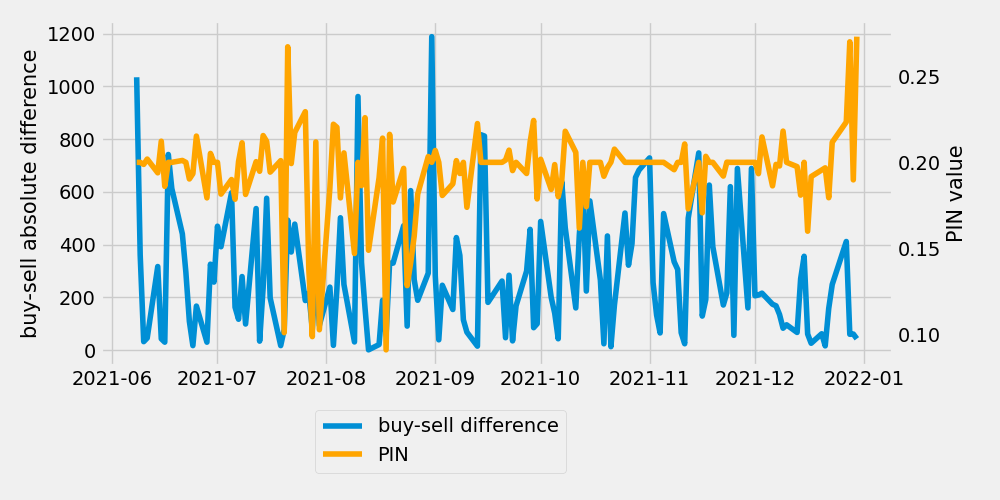 buy-sell absolute difference
1200
1000
800
600
400
200
0
0.25
0.20
0.15
0.10
PIN value
2021-06 2021-07 2021-08 2021-09 2021-10 2021-11 2021-12 2022-01
buy-sell difference
PIN